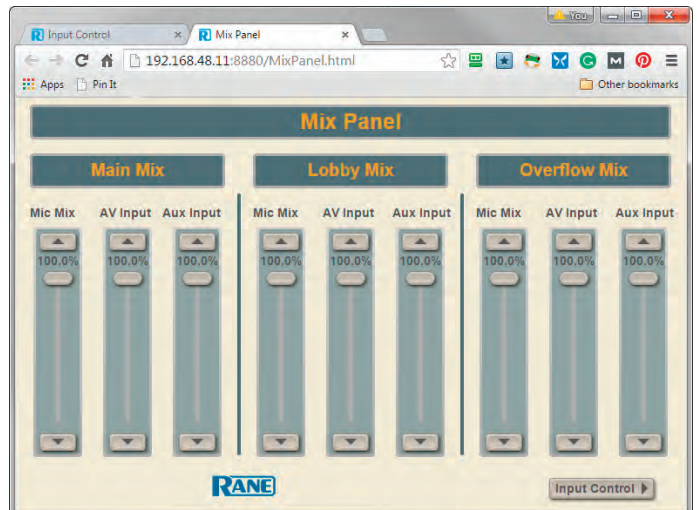 You
Input Control
Mix Panel
192.168.48.11:8880/MixPanel.html
Apps
Pin It
Other bookmarks
Mix Panel
Main Mix
Lobby Mix
Overflow Mix
Mic Mix AV Input Aux Input Mic Mix AV Input Aux Input Mic Mix AV Input Aux Input
100.0% 100.0% 100.0% 100.0% 100.0% 100.0% 100.0% 100.0% 100.0%
RANE
Input Control